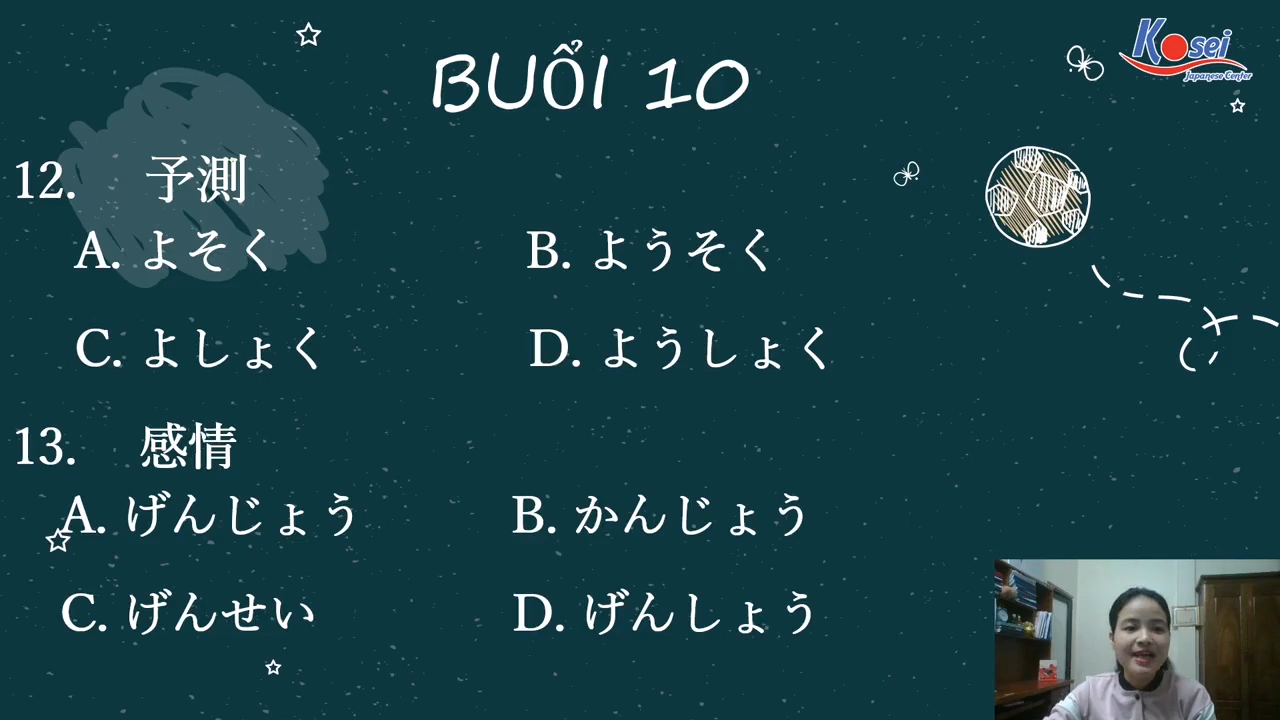 BUỔI 10
Kosei
Japanese Center
12. 予測
A. よそく B. ようそく
C. よしょく D. ようしょく
13. 感情
A. げんじょう B. かんじょう
C. げんせい D. げんしょう